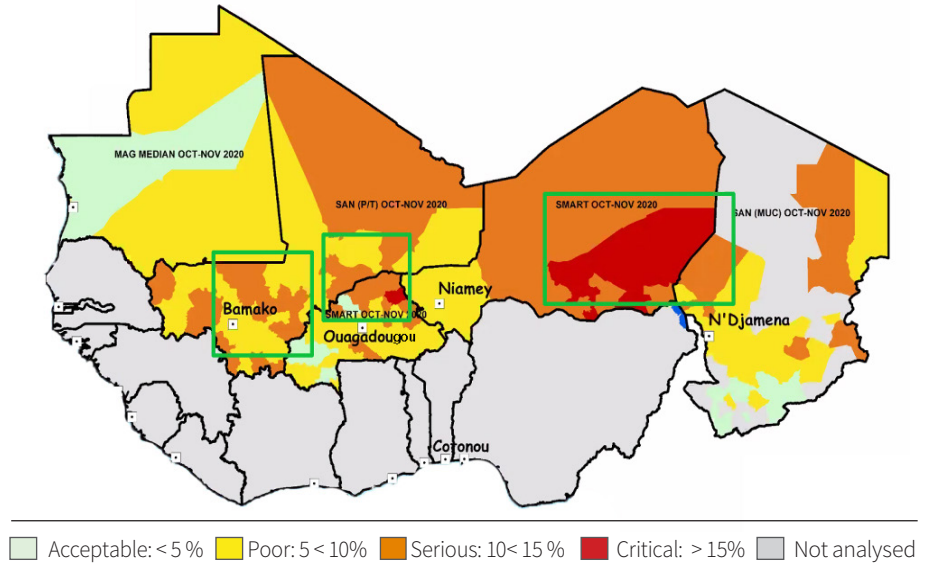 MAG MEDIAN OCT-NOV 2020
SAN (P/T) OCT-NOV 2020
SMART OCT-NOV 2020
SAN (MUC) OCT-NOV 2020
Niamey
Bamako
SMART OCT-NOV 2020
N'Djamena
Ouagadougou
Cotonou
Acceptable: < 5 %
Poor: 5 < 10%
Serious: 10< 15 %
Critical: > 15%
Not analysed